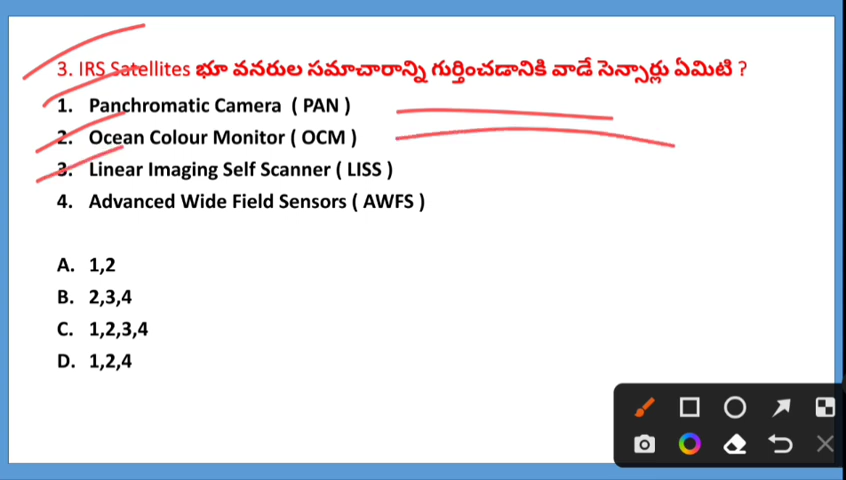 3. IRS Satellites భూ వనరుల సమాచారాన్ని గుర్తించడానికి వాడే సెన్సార్లు ఏమిటి ?
1. Panchromatic Camera ( PAN )
2. Ocean Colour Monitor ( OCM )
3. Linear Imaging Self Scanner ( LISS )
4. Advanced Wide Field Sensors ( AWFS )
A. 1,2
B. 2,3,4
C. 1,2,3,4
D. 1,2,4